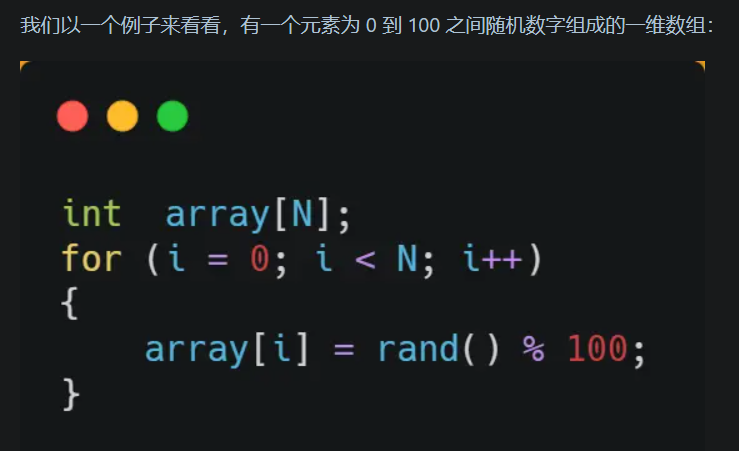 我们以一个例子来看看，有一个元素为 0 到 100 之间随机数字组成的一维数组：
int  array[N];
for (i = 0; i < N; i++)
{
    array[i] = rand() % 100;
}